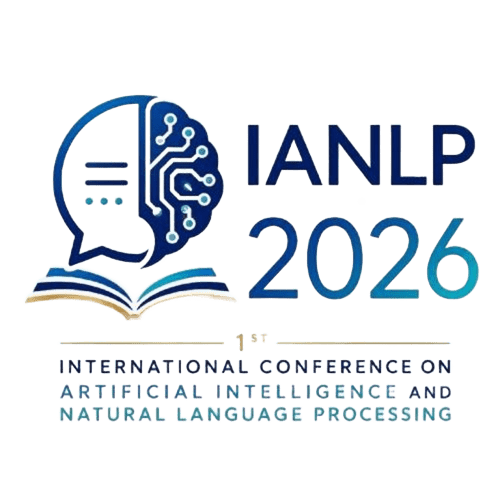 IANLP
2026
1ST
INTERNATIONAL CONFERENCE ON
ARTIFICIAL INTELLIGENCE AND
NATURAL LANGUAGE PROCESSING